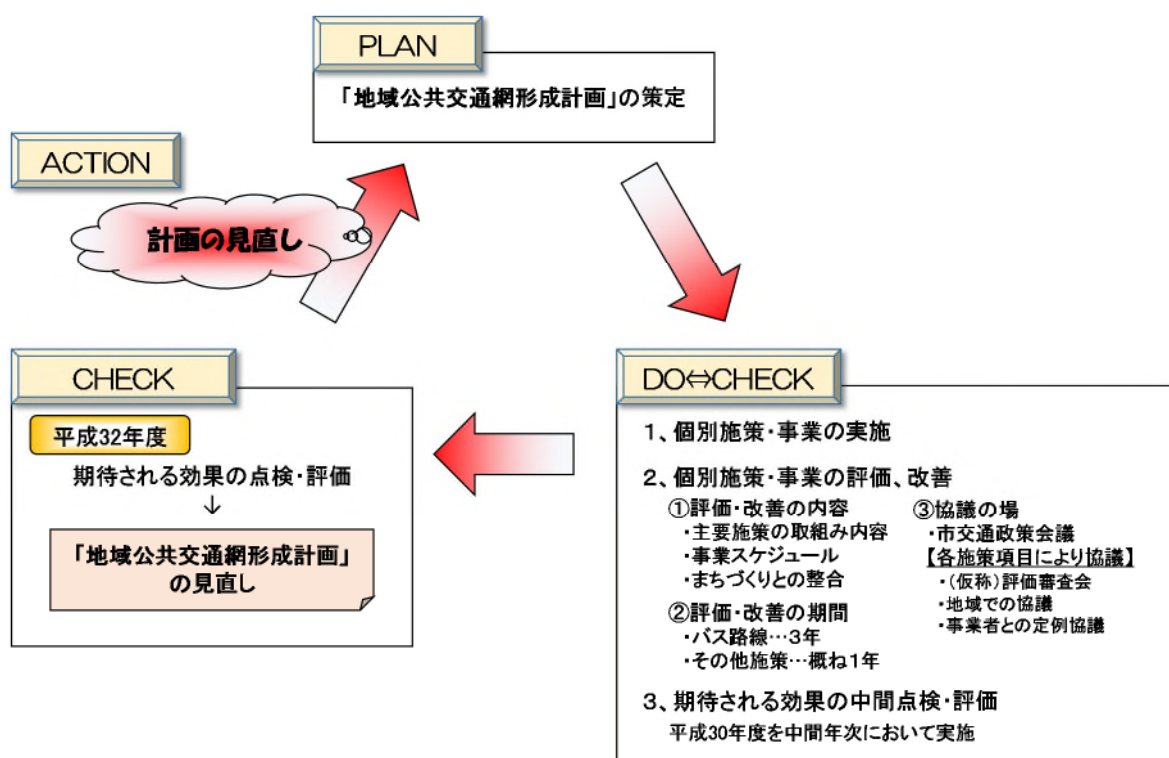 PLAN
「地域公共交通網形成計画」の策定
ACTION
計画の見直し
CHECK
平成32年度
期待される効果の点検・評価
↓
「地域公共交通網形成計画」
の見直し
DO⇔CHECK
1、個別施策・事業の実施
2、個別施策・事業の評価、改善
①評価・改善の内容
・主要施策の取組み内容
・事業スケジュール
・まちづくりとの整合
②評価・改善の期間
・バス路線…3年
・その他施策…概ね1年
③協議の場
・市交通政策会議
【各施策項目により協議】
・(仮称)評価審査会
・地域での協議
・事業者との定例協議
3、期待される効果の中間点検・評価
平成30年度を中間年次において実施